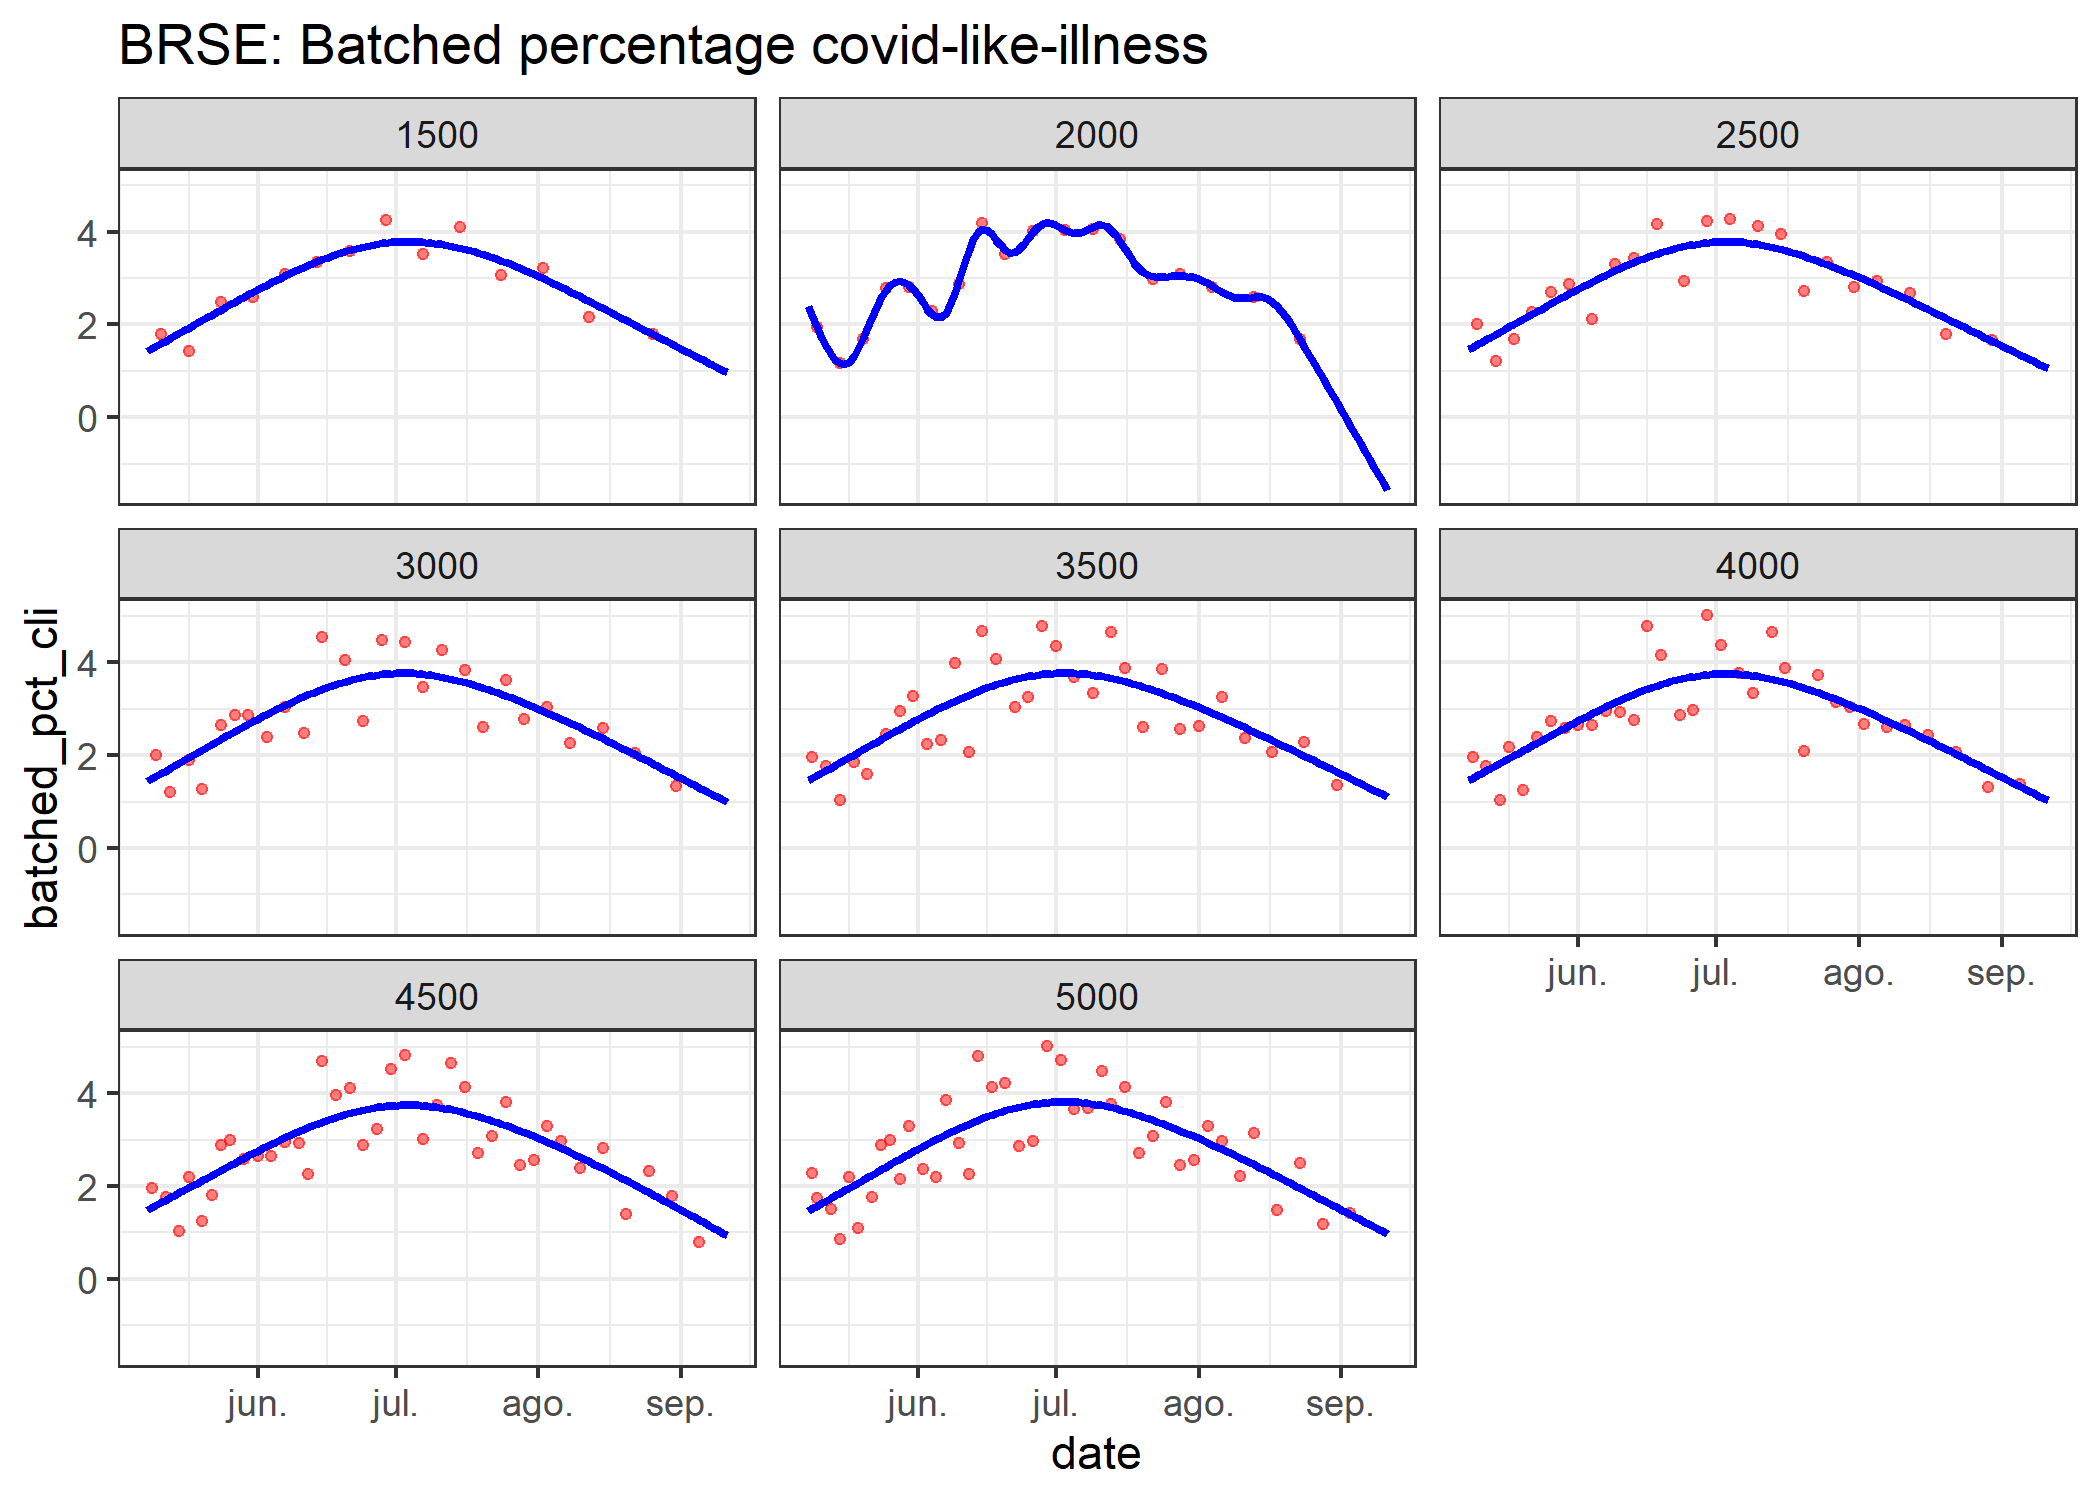 BRSE: Batched percentage covid-like-illness
1500
2000
2500
4
2
0
3000
3500
4000
batched_pct_cli
4
2
0
jun.
jul.
ago.
sep.
4500
5000
4
2
0
jun.
jul.
ago.
sep.
jun.
jul.
ago.
sep.
date